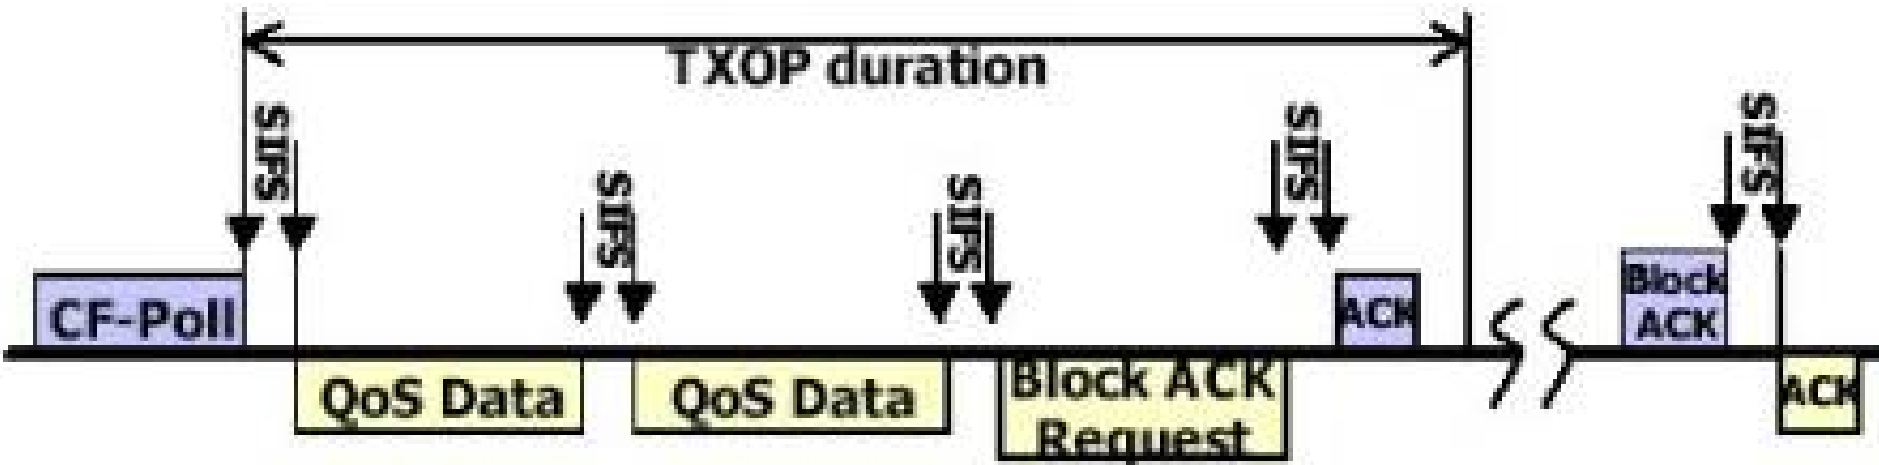 TXOP duration
SIFS
SIFS
SIFS
SIFS
SIFS
CF-Poll
QoS Data
QoS Data
Block ACK
Request
ACK
Block
ACK
ACK